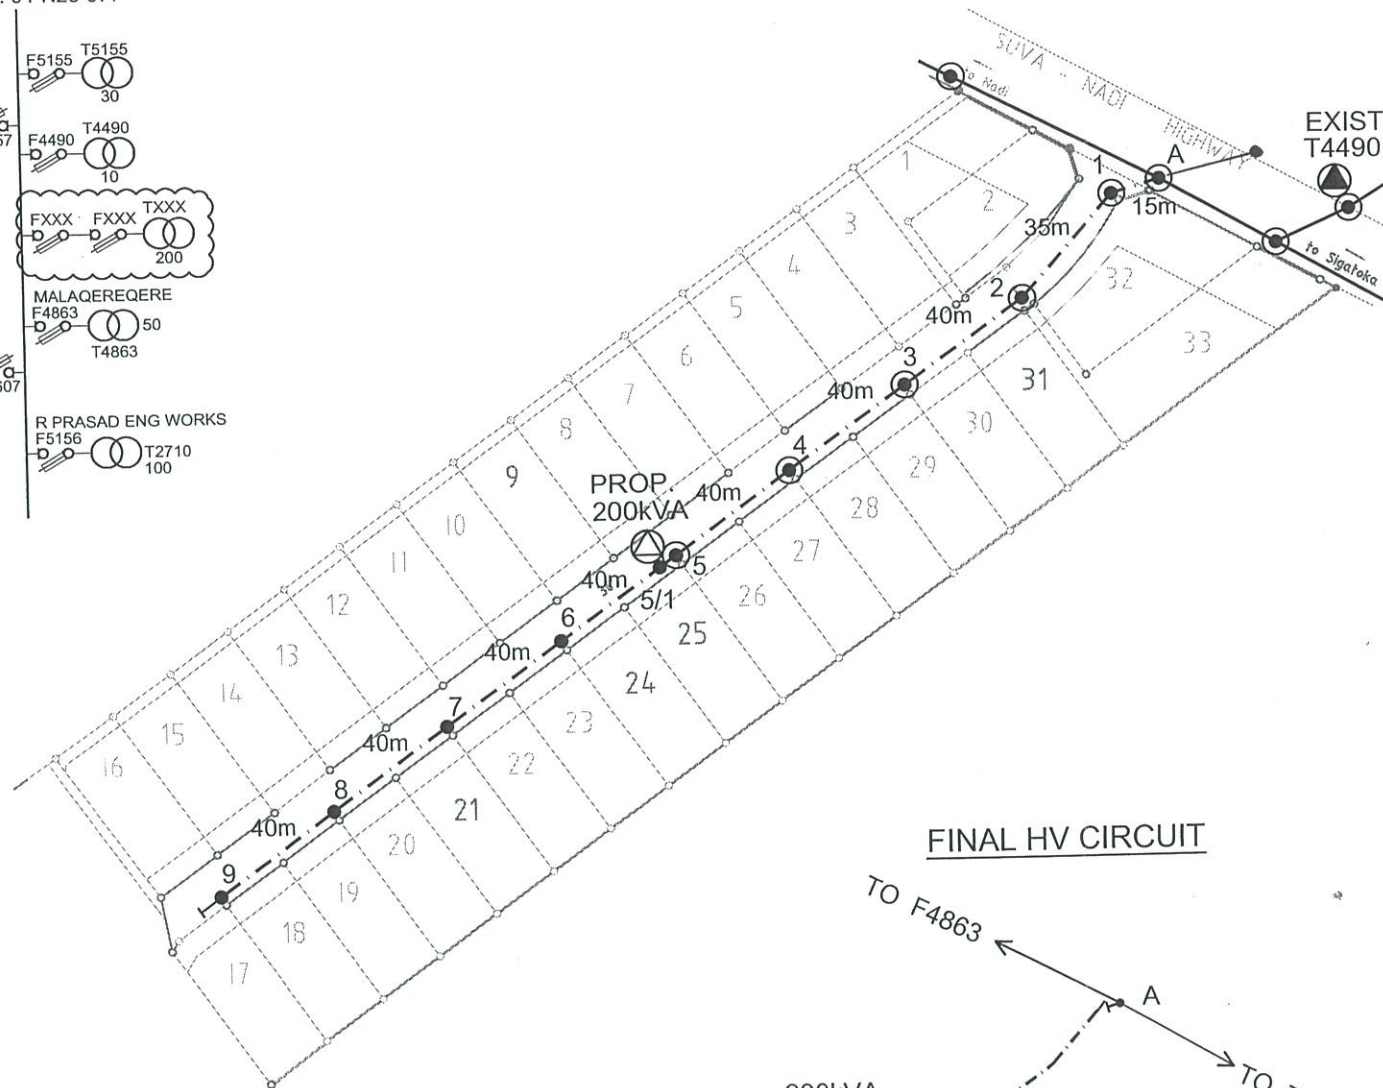 F5155
T5155
30
F4490
T4490
10
FXXX
FXXX
TXXX
200
MALAQEREQERE
F4863
50
T4863
R PRASAD ENG WORKS
F5156
T2710
100
SUVA - NADI
HIGHWAY
to Nadi
EXIST
T4490
A
1
15m
to Sigatoka
35m
2
40m
3
40m
4
40m
PROP.
200kVA
5
40m
5/1
6
40m
7
40m
8
40m
9
1
2
3
4
5
6
7
8
9
10
11
12
13
14
15
16
17
18
19
20
21
22
23
24
25
26
27
28
29
30
31
32
33
FINAL HV CIRCUIT
TO F4863
A
TO